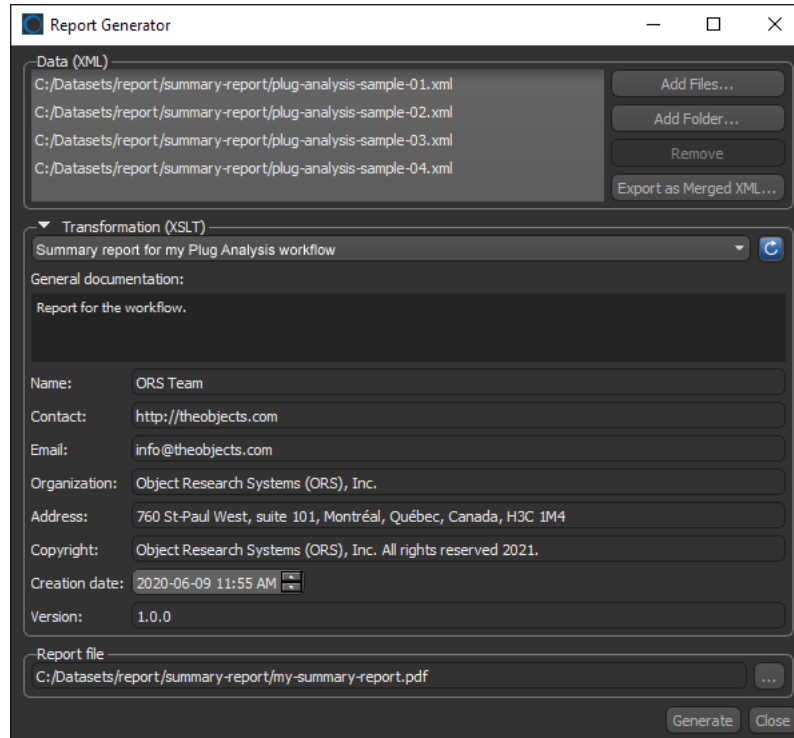 Report Generator
Data (XML)
C:/Datasets/report/summary-report/plug-analysis-sample-01.xml
C:/Datasets/report/summary-report/plug-analysis-sample-02.xml
C:/Datasets/report/summary-report/plug-analysis-sample-03.xml
C:/Datasets/report/summary-report/plug-analysis-sample-04.xml
Add Files...
Add Folder...
Remove
Export as Merged XML...
Transformation (XSLT)
Summary report for my Plug Analysis workflow
General documentation:
Report for the workflow.
Name: ORS Team
Contact: http://theobjects.com
Email: info@theobjects.com
Organization: Object Research Systems (ORS), Inc.
Address: 760 St-Paul West, suite 101, Montréal, Québec, Canada, H3C 1M4
Copyright: Object Research Systems (ORS), Inc. All rights reserved 2021.
Creation date: 2020-06-09 11:55 AM
Version: 1.0.0
Report file
C:/Datasets/report/summary-report/my-summary-report.pdf ...
Generate Close